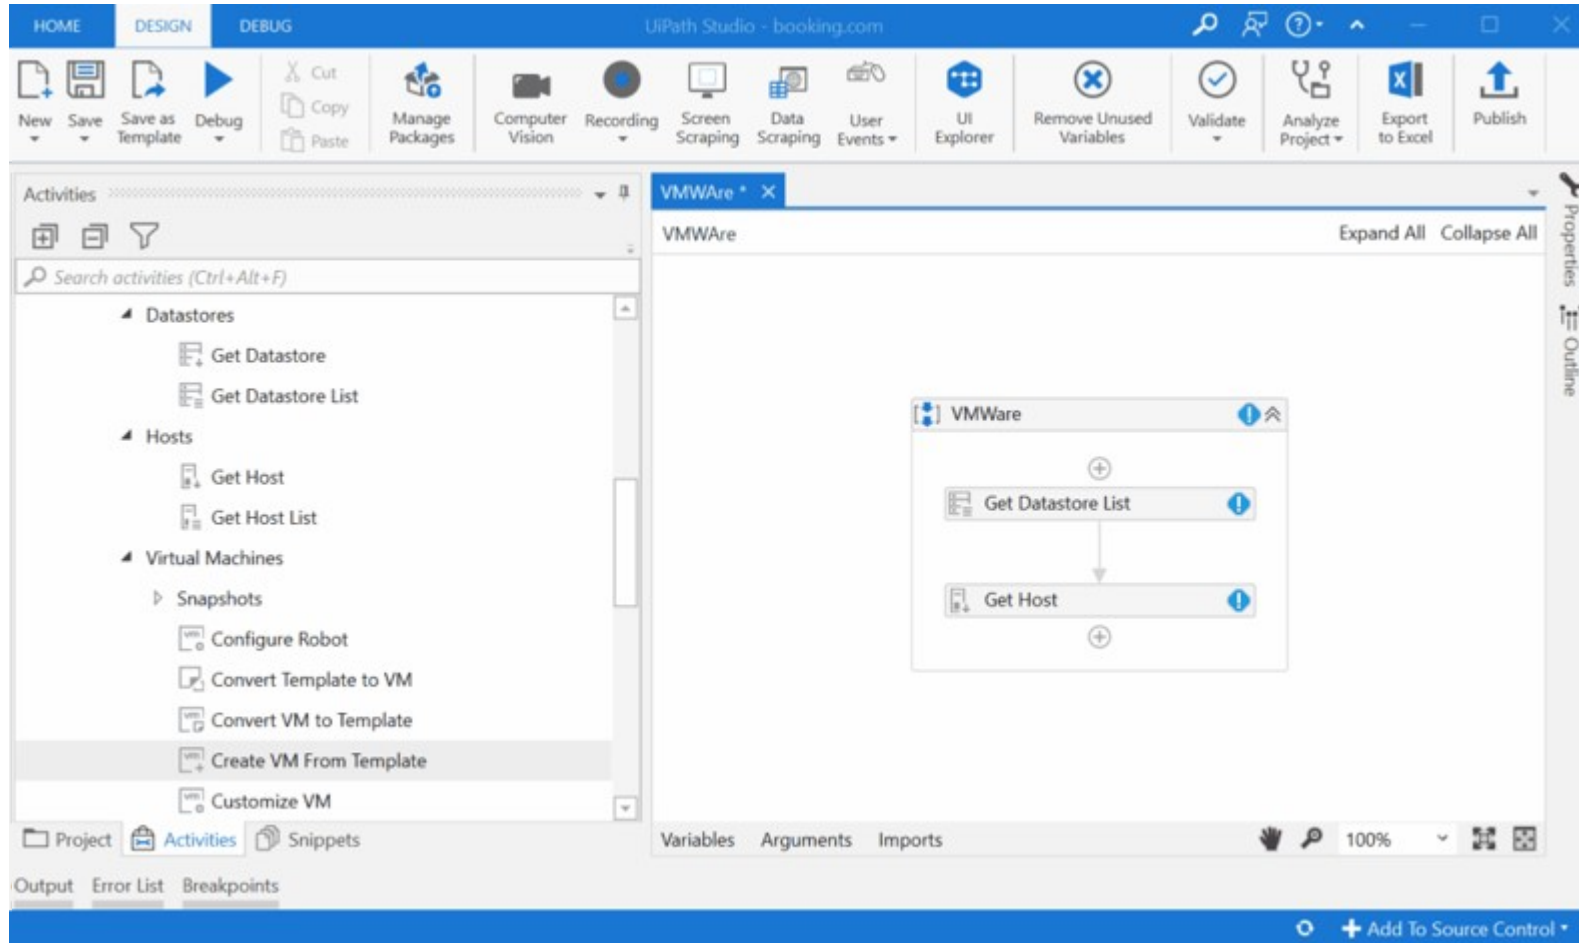 HOME DESIGN DEBUG UiPath Studio - booking.com
New Save Save as Template Debug Cut Copy Paste Manage Packages Computer Vision Recording Screen Scraping Data Scraping User Events UI Explorer Remove Unused Variables Validate Analyze Project Export to Excel Publish
Activities
Search activities (Ctrl+Alt+F)
Datastores
Get Datastore
Get Datastore List
Hosts
Get Host
Get Host List
Virtual Machines
Snapshots
Configure Robot
Convert Template to VM
Convert VM to Template
Create VM From Template
Customize VM
Project Activities Snippets
VMWAre *
VMWAre Expand All Collapse All
VMWare
Get Datastore List
Get Host
Variables Arguments Imports 100%
Properties
Outline
Output Error List Breakpoints
Add To Source Control